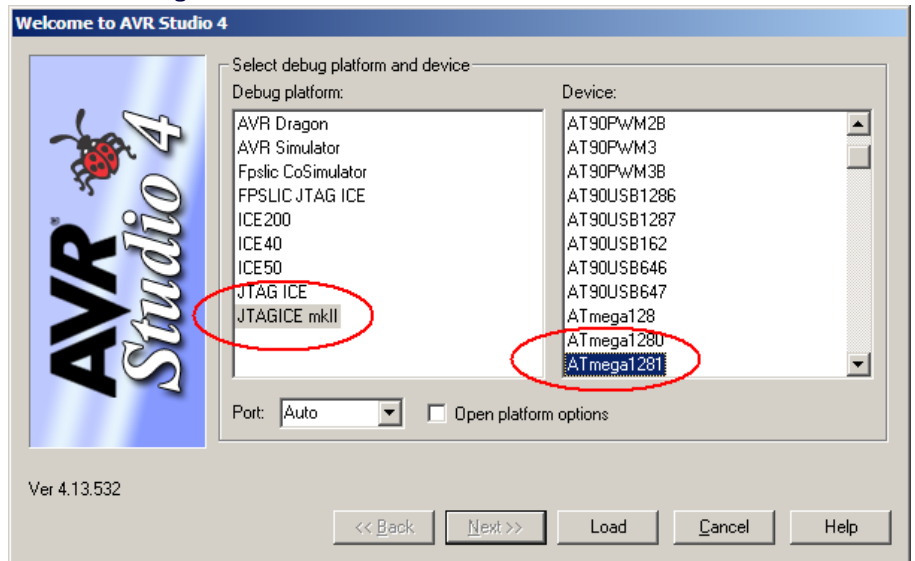 Welcome to AVR Studio 4
AVR® Studio 4
Select debug platform and device
Debug platform:
AVR Dragon
AVR Simulator
Fpslic CoSimulator
FPSLIC JTAG ICE
ICE200
ICE40
ICE50
JTAG ICE
JTAGICE mkII
Device:
AT90PWM2B
AT90PWM3
AT90PWM3B
AT90USB1286
AT90USB1287
AT90USB162
AT90USB646
AT90USB647
ATmega128
ATmega1280
ATmega1281
Port: Auto Open platform options
Ver 4.13.532
<< Back Next >> Load Cancel Help